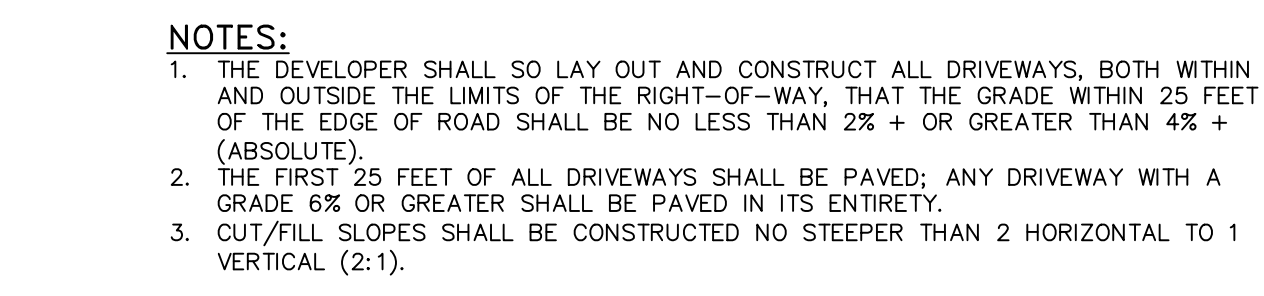 NOTES:
1. THE DEVELOPER SHALL SO LAY OUT AND CONSTRUCT ALL DRIVEWAYS, BOTH WITHIN
AND OUTSIDE THE LIMITS OF THE RIGHT-OF-WAY, THAT THE GRADE WITHIN 25 FEET
OF THE EDGE OF ROAD SHALL BE NO LESS THAN 2% + OR GREATER THAN 4% +
(ABSOLUTE).
2. THE FIRST 25 FEET OF ALL DRIVEWAYS SHALL BE PAVED; ANY DRIVEWAY WITH A
GRADE 6% OR GREATER SHALL BE PAVED IN ITS ENTIRETY.
3. CUT/FILL SLOPES SHALL BE CONSTRUCTED NO STEEPER THAN 2 HORIZONTAL TO 1
VERTICAL (2:1).